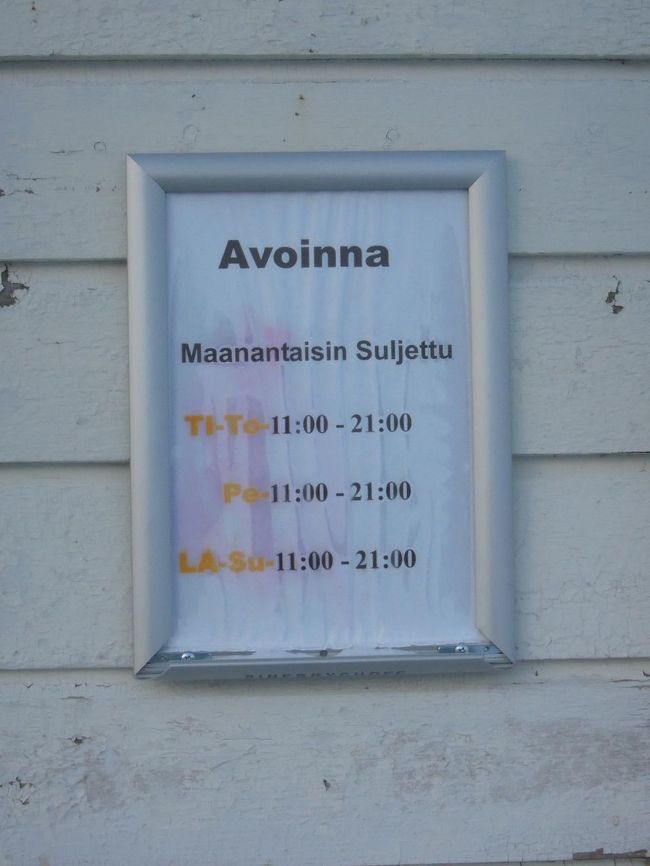 Avoinna
Maanantaisin Suljettu
TI-To-11:00 - 21:00
Pe-11:00 - 21:00
LA-Su-11:00 - 21:00